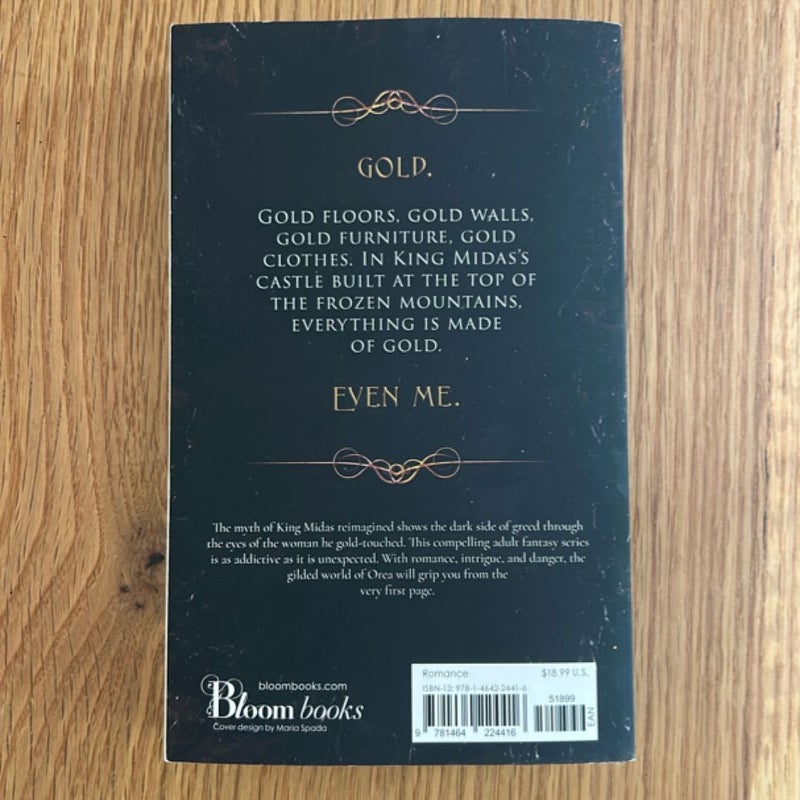 GOLD.
GOLD FLOORS, GOLD WALLS,
GOLD FURNITURE, GOLD
CLOTHES. IN KING MIDAS'S
CASTLE BUILT AT THE TOP OF
THE FROZEN MOUNTAINS,
EVERYTHING IS MADE
OF GOLD.
EVEN ME.
The myth of King Midas reimagined shows the dark side of greed through
the eyes of the woman he gold-touched. This compelling adult fantasy series
is as addictive as it is unexpected. With romance, intrigue, and danger, the
gilded world of Orea will grip you from the
very first page.
bloombooks.com
Bloom books
Cover design by Maria Spada
Romance $18.99 U.S.
ISBN-13: 978-1-4642-2441-6
51899
EAN
9 781464 224416